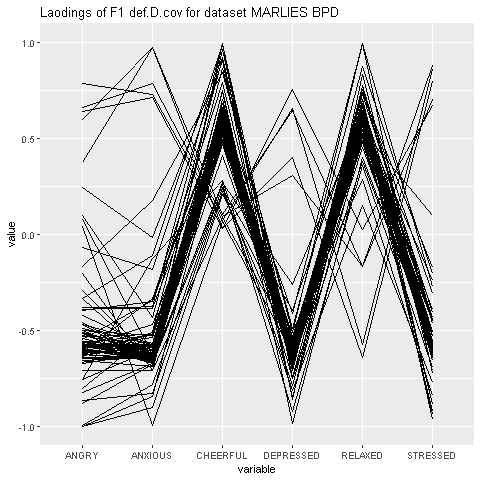 Laodings of F1 def.D.cov for dataset MARLIES BPD
value
1.0
0.5
0.0
-0.5
-1.0
ANGRY ANXIOUS CHEERFUL DEPRESSED RELAXED STRESSED
variable